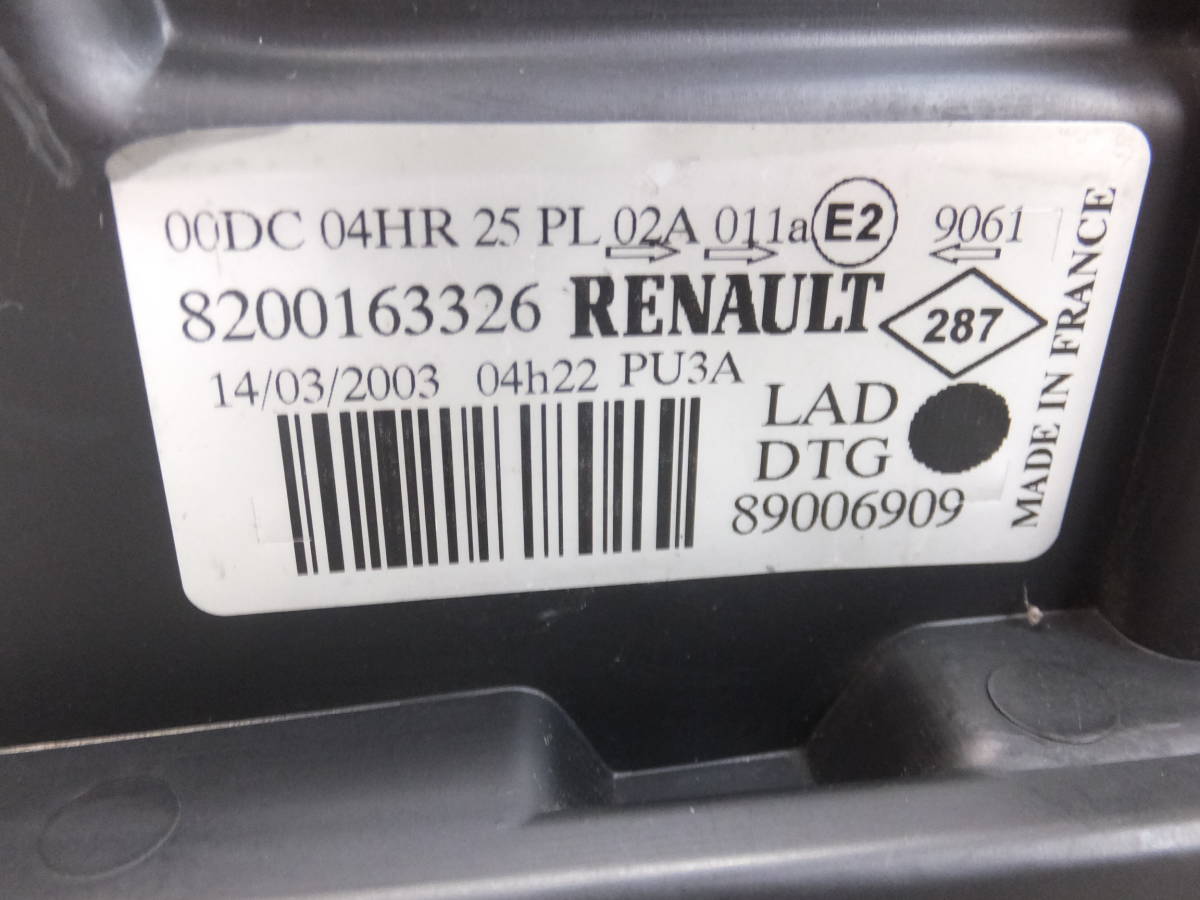 00DC 04HR 25 PL 02A 011a E2 9061
8200163326 RENAULT 287
14/03/2003 04h22 PU3A
LAD
DTG
89006909
MADE IN FRANCE